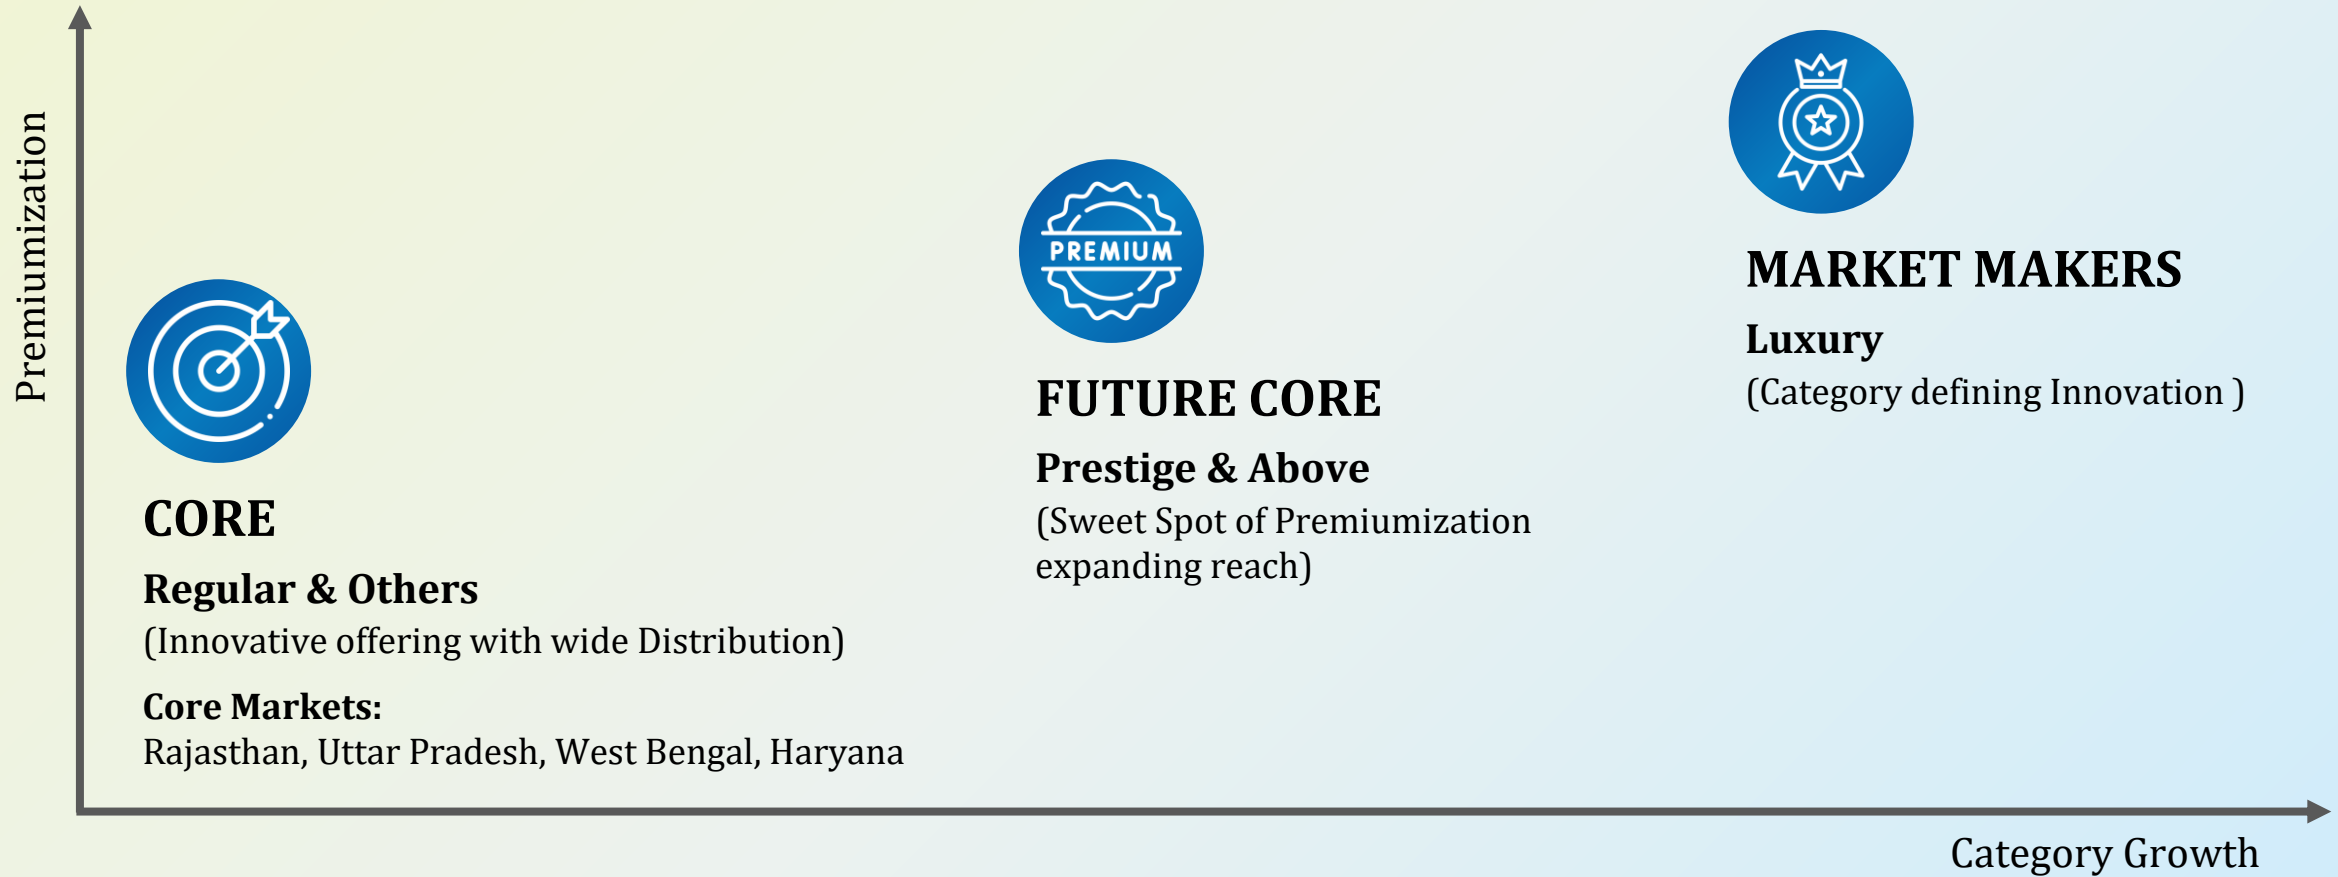 Premiumization
CORE
Regular & Others
(Innovative offering with wide Distribution)
Core Markets:
Rajasthan, Uttar Pradesh, West Bengal, Haryana
PREMIUM
FUTURE CORE
Prestige & Above
(Sweet Spot of Premiumization
expanding reach)
MARKET MAKERS
Luxury
(Category defining Innovation )
Category Growth